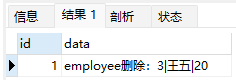 信息 结果 1 剖析 状态
id data
1 employee删除：3|王五|20